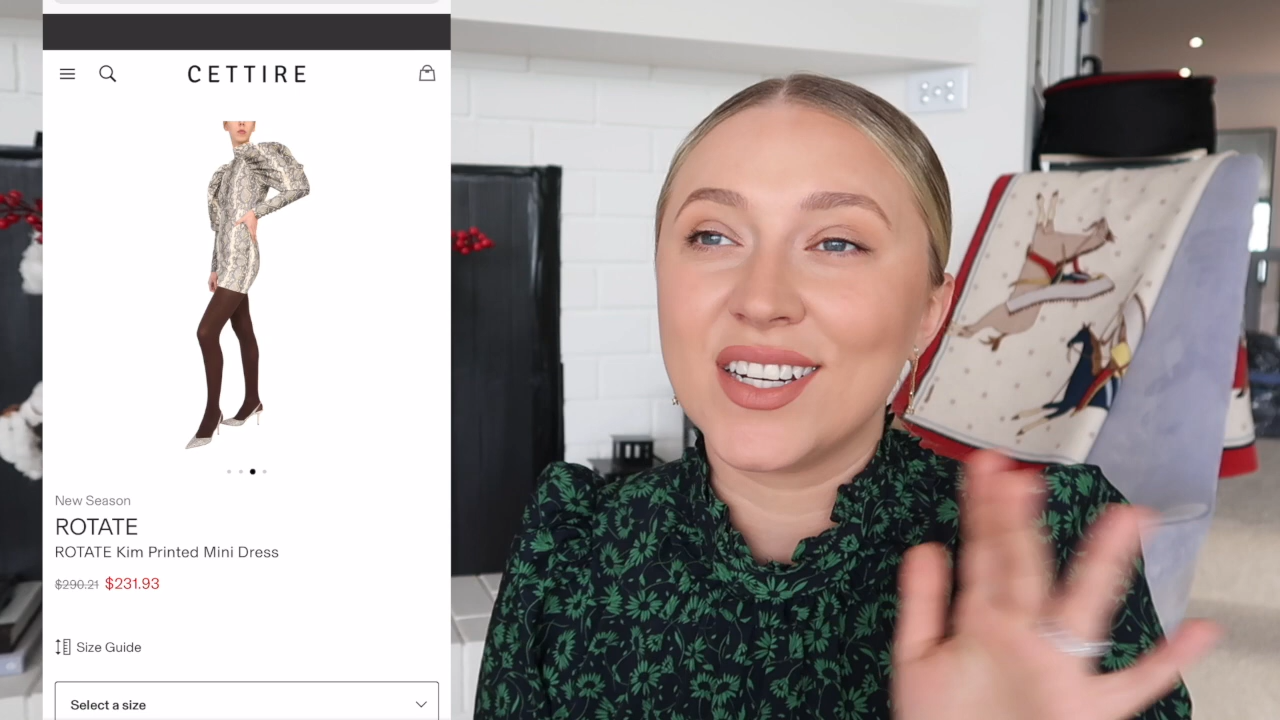 CETTIRE
New Season
ROTATE
ROTATE Kim Printed Mini Dress
$290.21 $231.93
Size Guide
Select a size